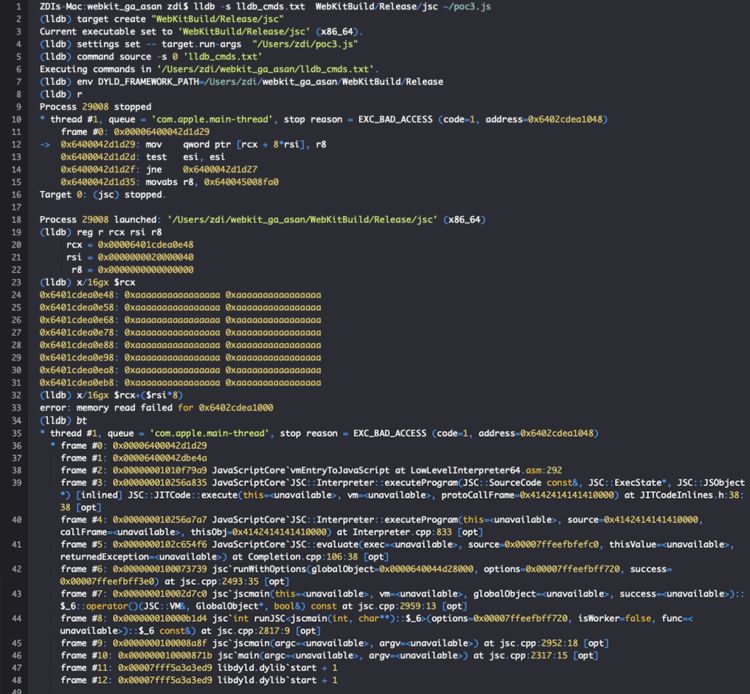 1 ZDIs-Mac:webkit_ga_asan zdi$ lldb -s lldb_cmds.txt  WebKitBuild/Release/jsc ~/poc3.js
2 (lldb) target create "WebKitBuild/Release/jsc"
3 Current executable set to 'WebKitBuild/Release/jsc' (x86_64).
4 (lldb) settings set -- target.run-args  "/Users/zdi/poc3.js"
5 (lldb) command source -s 0 'lldb_cmds.txt'
6 Executing commands in '/Users/zdi/webkit_ga_asan/lldb_cmds.txt'.
7 (lldb) env DYLD_FRAMEWORK_PATH=/Users/zdi/webkit_ga_asan/WebKitBuild/Release
8 (lldb) r
9 Process 29008 stopped
10 * thread #1, queue = 'com.apple.main-thread', stop reason = EXC_BAD_ACCESS (code=1, address=0x6402cdea1048)
11     frame #0: 0x00006400042d1d29
12 ->  0x6400042d1d29: mov    qword ptr [rcx + 8*rsi], r8
13     0x6400042d1d2d: test   esi, esi
14     0x6400042d1d2f: jne    0x6400042d1d27
15     0x6400042d1d35: movabs r8, 0x640045008fa0
16 Target 0: (jsc) stopped.
17
18 Process 29008 launched: '/Users/zdi/webkit_ga_asan/WebKitBuild/Release/jsc' (x86_64)
19 (lldb) reg r rcx rsi r8
20      rcx = 0x00006401cdea0e48
21      rsi = 0x0000000020000040
22       r8 = 0x0000000000000000
23 (lldb) x/16gx $rcx
24 0x6401cdea0e48: 0xaaaaaaaaaaaaaaaa 0xaaaaaaaaaaaaaaaa
25 0x6401cdea0e58: 0xaaaaaaaaaaaaaaaa 0xaaaaaaaaaaaaaaaa
26 0x6401cdea0e68: 0xaaaaaaaaaaaaaaaa 0xaaaaaaaaaaaaaaaa
27 0x6401cdea0e78: 0xaaaaaaaaaaaaaaaa 0xaaaaaaaaaaaaaaaa
28 0x6401cdea0e88: 0xaaaaaaaaaaaaaaaa 0xaaaaaaaaaaaaaaaa
29 0x6401cdea0e98: 0xaaaaaaaaaaaaaaaa 0xaaaaaaaaaaaaaaaa
30 0x6401cdea0ea8: 0xaaaaaaaaaaaaaaaa 0xaaaaaaaaaaaaaaaa
31 0x6401cdea0eb8: 0xaaaaaaaaaaaaaaaa 0xaaaaaaaaaaaaaaaa
32 (lldb) x/16gx $rcx+($rsi*8)
33 error: memory read failed for 0x6402cdea1000
34 (lldb) bt
35 * thread #1, queue = 'com.apple.main-thread', stop reason = EXC_BAD_ACCESS (code=1, address=0x6402cdea1048)
36   * frame #0: 0x00006400042d1d29
37     frame #1: 0x00006400042dbe4a
38     frame #2: 0x00000001010f79a9 JavaScriptCore`vmEntryToJavaScript at LowLevelInterpreter64.asm:292
39     frame #3: 0x000000010256a835 JavaScriptCore`JSC::Interpreter::executeProgram(JSC::SourceCode const&, JSC::ExecState*, JSC::JSObject
*) [inlined] JSC::JITCode::execute(this=<unavailable>, vm=<unavailable>, protoCallFrame=0x4142414141410000) at JITCodeInlines.h:38:
38 [opt]
40     frame #4: 0x000000010256a7a7 JavaScriptCore`JSC::Interpreter::executeProgram(this=<unavailable>, source=0x4142414141410000,
callFrame=<unavailable>, thisObj=0x4142414141410000) at Interpreter.cpp:833 [opt]
41     frame #5: 0x0000000102c654f6 JavaScriptCore`JSC::evaluate(exec=<unavailable>, source=0x00007ffeefbfefc0, thisValue=<unavailable>,
returnedException=<unavailable>) at Completion.cpp:106:38 [opt]
42     frame #6: 0x0000000100073739 jsc`runWithOptions(globalObject=0x0000640044d28000, options=0x00007ffeefbff720, success=
0x00007ffeefbff3e0) at jsc.cpp:2493:35 [opt]
43     frame #7: 0x000000010002d7c0 jsc`jscmain(this=<unavailable>, vm=<unavailable>, globalObject=<unavailable>, success=<unavailable>)::
$_6::operator()(JSC::VM&, GlobalObject*, bool&) const at jsc.cpp:2959:13 [opt]
44     frame #8: 0x000000010000b1d4 jsc`int runJSC<jscmain(int, char**)::$_6>(options=0x00007ffeefbff720, isWorker=false, func=<
unavailable>)::$_6 const&) at jsc.cpp:2817:9 [opt]
45     frame #9: 0x0000000100008a8f jsc`jscmain(argc=<unavailable>, argv=<unavailable>) at jsc.cpp:2952:18 [opt]
46     frame #10: 0x000000010000871b jsc`main(argc=<unavailable>, argv=<unavailable>) at jsc.cpp:2317:15 [opt]
47     frame #11: 0x00007fff5a3a3ed9 libdyld.dylib`start + 1
48     frame #12: 0x00007fff5a3a3ed9 libdyld.dylib`start + 1
49